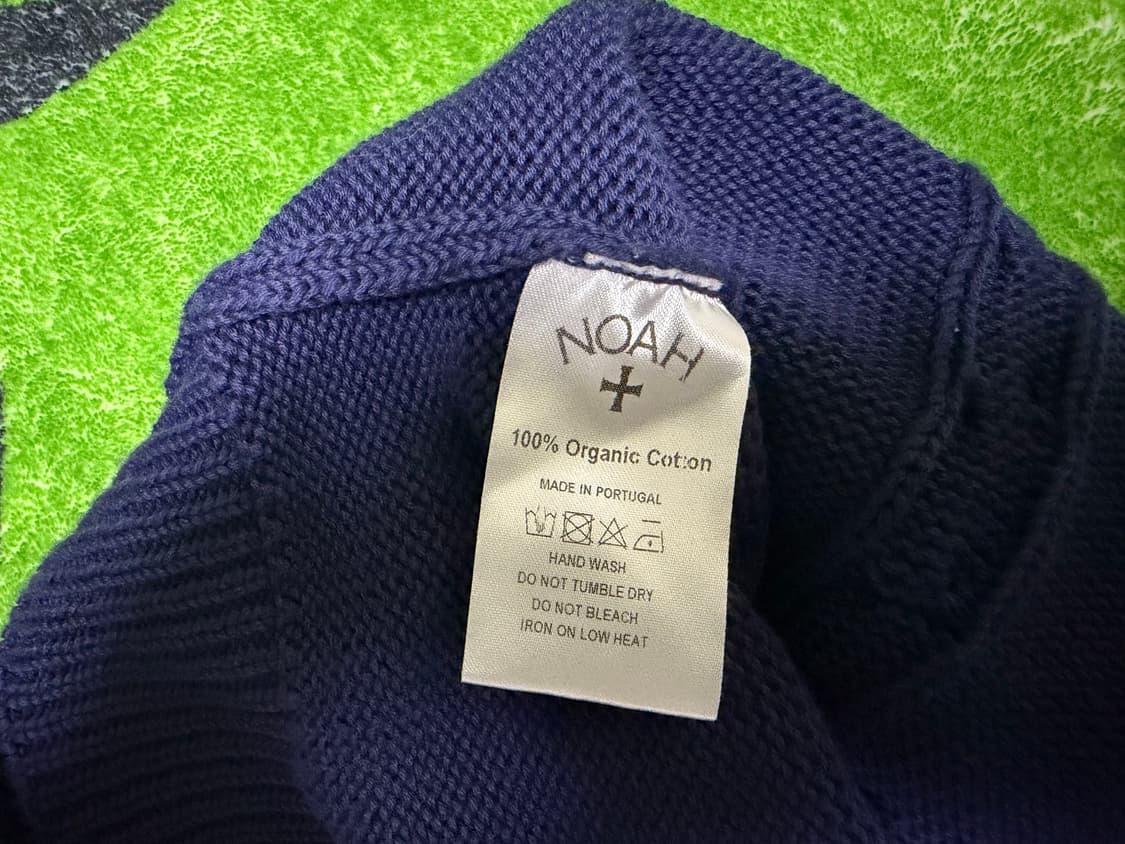 NOAH
100% Organic Cotton
MADE IN PORTUGAL
HAND WASH
DO NOT TUMBLE DRY
DO NOT BLEACH
IRON ON LOW HEAT